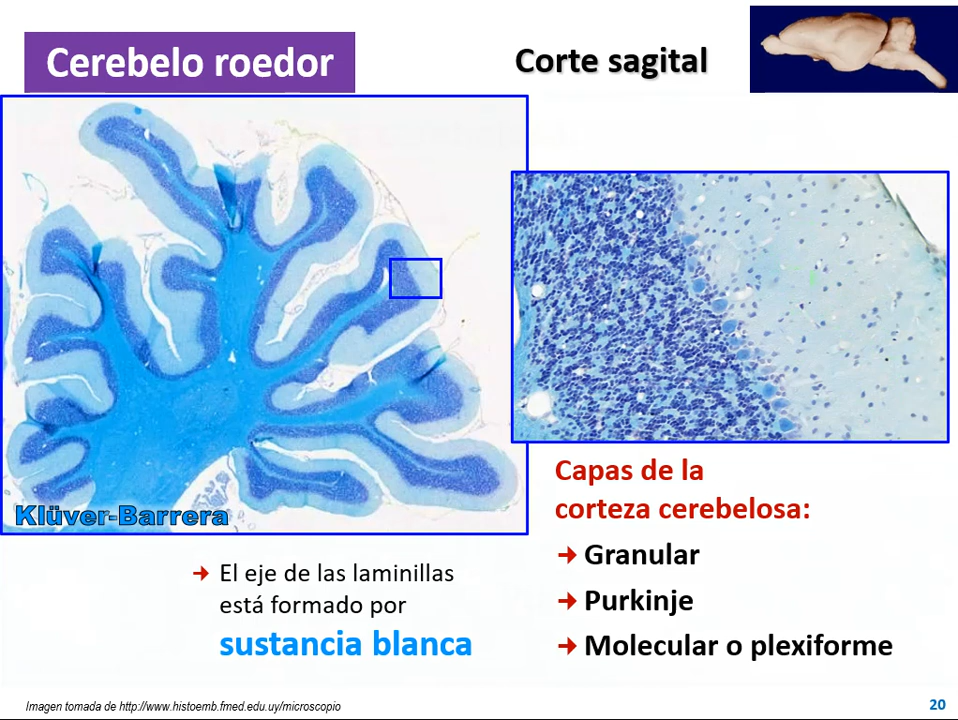 Cerebelo roedor
Corte sagital
Klüver-Barrera
El eje de las laminillas
está formado por
sustancia blanca
Capas de la
corteza cerebelosa:
Granular
Purkinje
Molecular o plexiforme
Imagen tomada de http://www.histoemb.fmed.edu.uy/microscopio
20